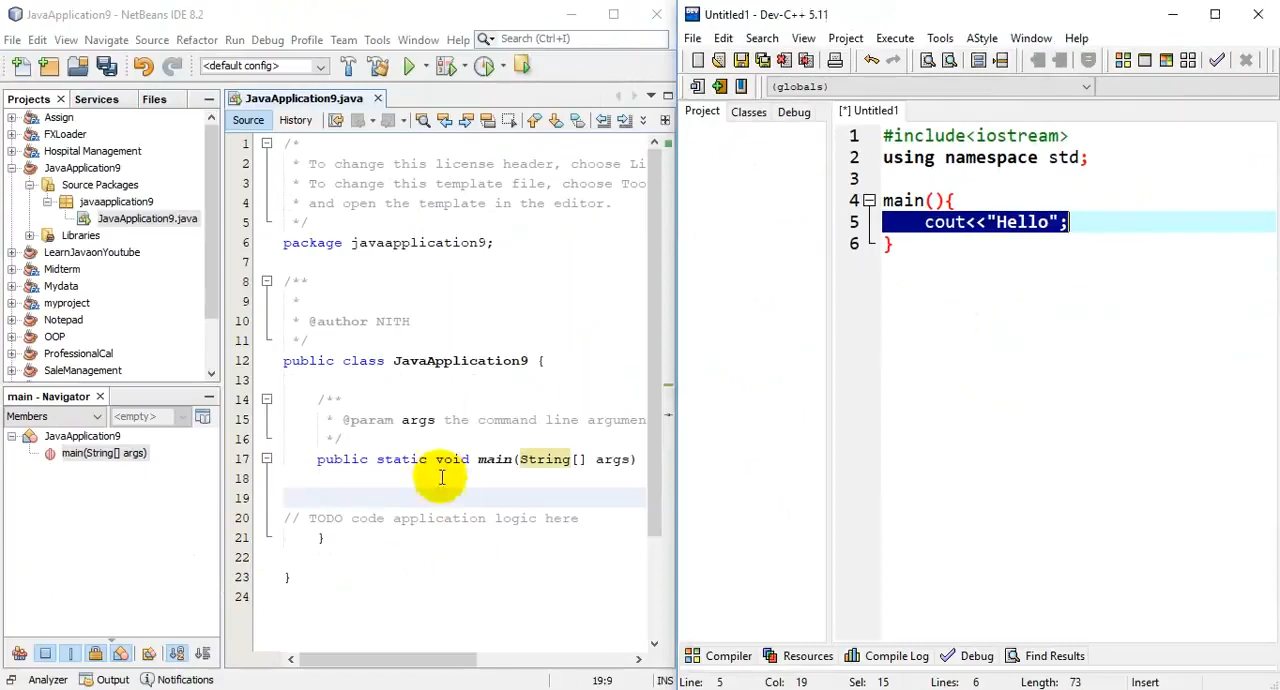 JavaApplication9 - NetBeans IDE 8.2
File Edit View Navigate Source Refactor Run Debug Profile Team Tools Window Help Search (Ctrl+I)
<default config>
Projects Services Files
Assign
FXLoader
Hospital Management
JavaApplication9
Source Packages
javaapplication9
JavaApplication9.java
Libraries
LearnJavaonYoutube
Midterm
Mydata
myproject
Notepad
OOP
ProfessionalCal
SaleManagement
main - Navigator
Members <empty>
JavaApplication9
main(String[] args)
Analyzer Output Notifications
JavaApplication9.java
Source History
1 /*
2 * To change this license header, choose Li
3 * To change this template file, choose Too
4 * and open the template in the editor.
5 */
6 package javaapplication9;
7
8 /**
9 *
10 * @author NITH
11 */
12 public class JavaApplication9 {
13
14 /**
15 * @param args the command line argumen
16 */
17 public static void main(String[] args)
18
19
20 // TODO code application logic here
21 }
22
23 }
24
19:9 INS
Untitled1 - Dev-C++ 5.11
File Edit Search View Project Execute Tools AStyle Window Help
(globals)
Project Classes Debug
[*] Untitled1
1 #include<iostream>
2 using namespace std;
3
4 main(){
5 cout<<"Hello";
6 }
Compiler Resources Compile Log Debug Find Results
Line: 5 Col: 19 Sel: 15 Lines: 6 Length: 73 Insert